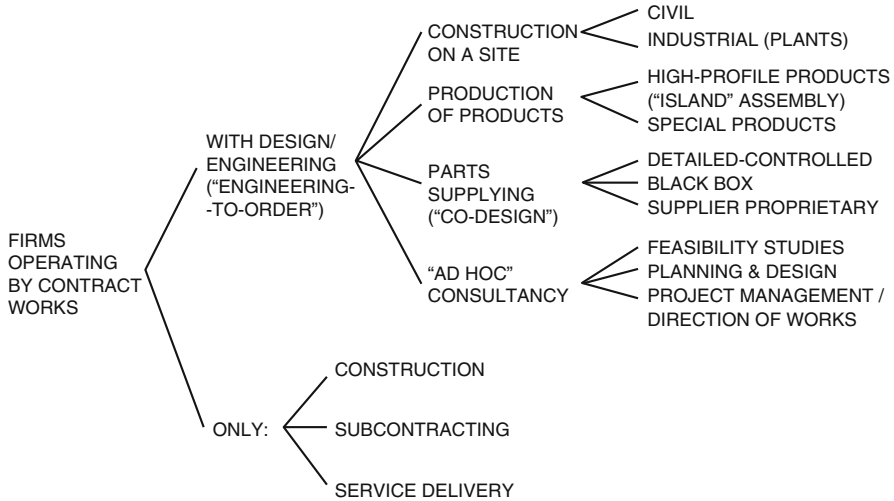 FIRMS
OPERATING
BY CONTRACT
WORKS
WITH DESIGN/
ENGINEERING
(“ENGINEERING-
-TO-ORDER”)
CONSTRUCTION
ON A SITE
CIVIL
INDUSTRIAL (PLANTS)
PRODUCTION
OF PRODUCTS
HIGH-PROFILE PRODUCTS
(“ISLAND” ASSEMBLY)
SPECIAL PRODUCTS
PARTS
SUPPLYING
(“CO-DESIGN”)
DETAILED-CONTROLLED
BLACK BOX
SUPPLIER PROPRIETARY
“AD HOC”
CONSULTANCY
FEASIBILITY STUDIES
PLANNING & DESIGN
PROJECT MANAGEMENT /
DIRECTION OF WORKS
ONLY:
CONSTRUCTION
SUBCONTRACTING
SERVICE DELIVERY